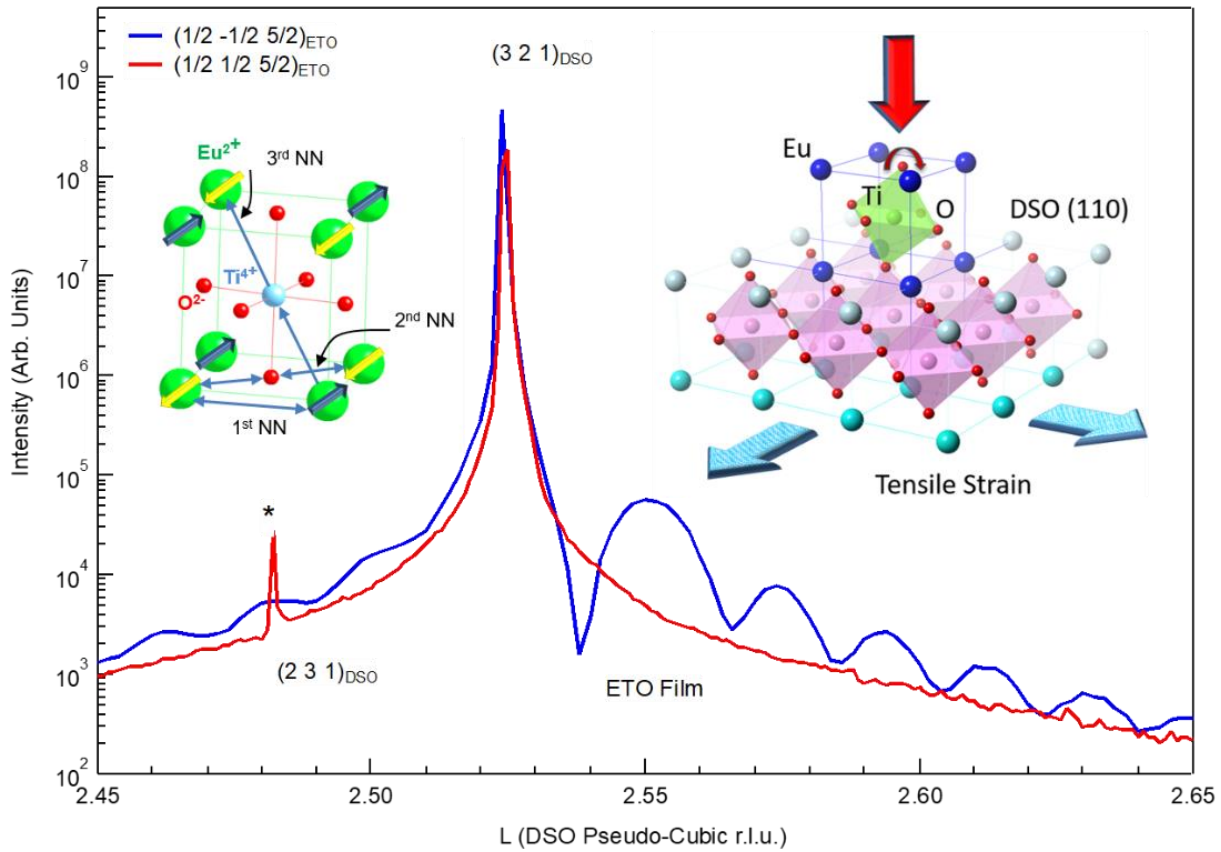 (1/2 -1/2 5/2)ETO
(1/2 1/2 5/2)ETO
(3 2 1)DSO
Eu2+
3rd NN
Ti4+
O2-
2nd NN
1st NN
Eu
Ti
O
DSO (110)
Tensile Strain
*
(2 3 1)DSO
ETO Film
Intensity (Arb. Units)
10^9
10^8
10^7
10^6
10^5
10^4
10^3
10^2
2.45
2.50
2.55
2.60
2.65
L (DSO Pseudo-Cubic r.l.u.)